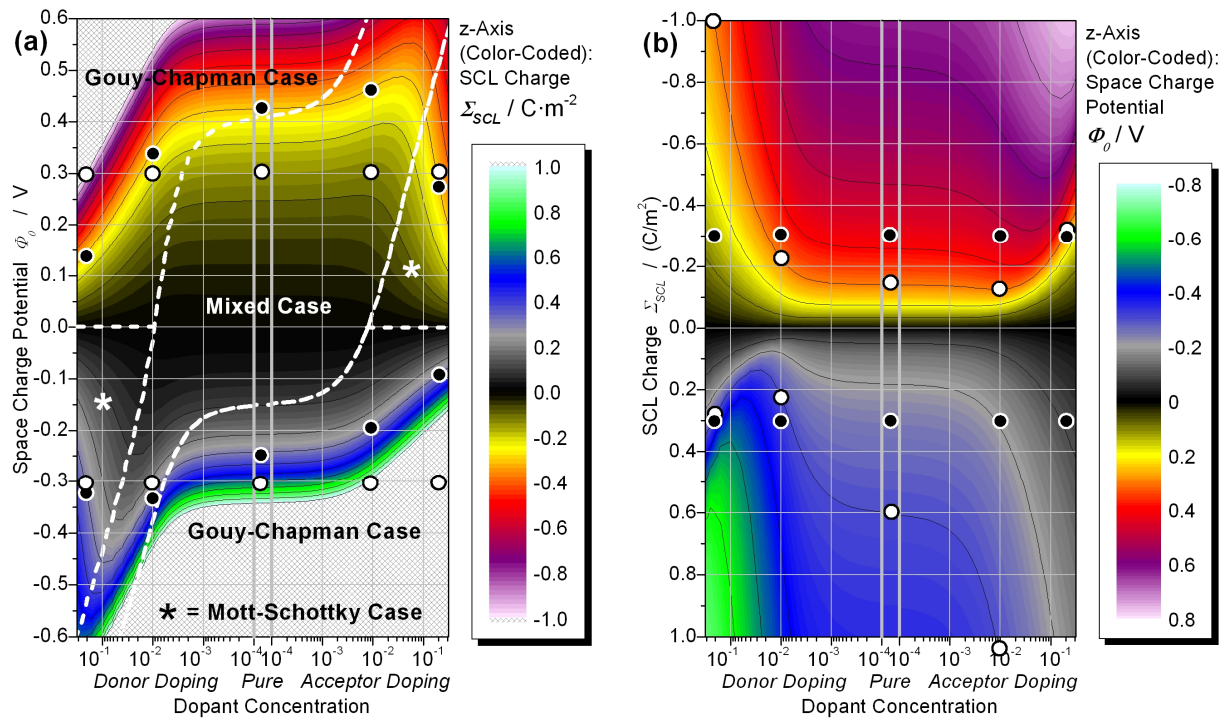 (a)
0.6
0.5
0.4
0.3
0.2
0.1
0.0
-0.1
-0.2
-0.3
-0.4
-0.5
-0.6
Space Charge Potential Φ₀ / V
Gouy-Chapman Case
Mixed Case
*
*
Gouy-Chapman Case
* = Mott-Schottky Case
10⁻¹ 10⁻² 10⁻³ 10⁻⁴ 10⁻⁴ 10⁻³ 10⁻² 10⁻¹
Donor Doping Pure Acceptor Doping
Dopant Concentration
z-Axis
(Color-Coded):
SCL Charge
Σ_SCL / C·m⁻²
1.0
0.8
0.6
0.4
0.2
0.0
-0.2
-0.4
-0.6
-0.8
-1.0
(b)
-1.0
-0.8
-0.6
-0.4
-0.2
0.0
0.2
0.4
0.6
0.8
1.0
SCL Charge Σ_SCL / (C/m²)
10⁻¹ 10⁻² 10⁻³ 10⁻⁴ 10⁻⁴ 10⁻³ 10⁻² 10⁻¹
Donor Doping Pure Acceptor Doping
Dopant Concentration
z-Axis
(Color-Coded):
Space Charge
Potential
Φ₀ / V
-0.8
-0.6
-0.4
-0.2
0
0.2
0.4
0.6
0.8